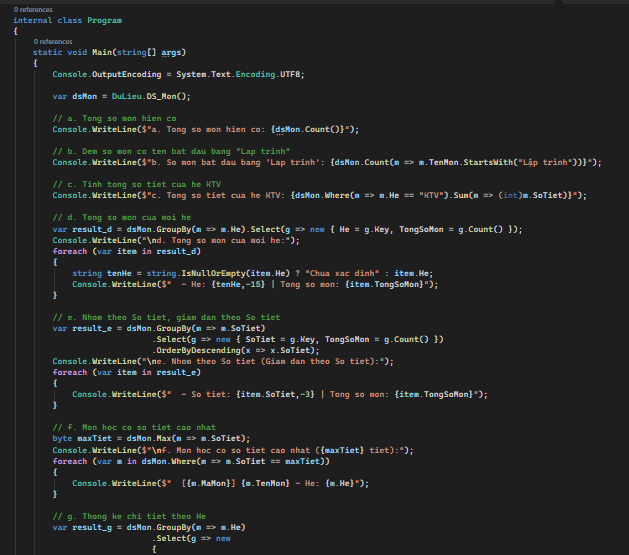 0 references
internal class Program
{
0 references
static void Main(string[] args)
{
Console.OutputEncoding = System.Text.Encoding.UTF8;
var dsMon = DuLieu.DS_Mon();
// a. Tong so mon hien co
Console.WriteLine($"a. Tong so mon hien co: {dsMon.Count()}");
// b. Dem so mon co ten bat dau bang "Lap trinh"
Console.WriteLine($"b. So mon bat dau bang 'Lap trinh': {dsMon.Count(m => m.TenMon.StartsWith("Lập trình"))}");
// c. Tinh tong so tiet cua he KTV
Console.WriteLine($"c. Tong so tiet cua he KTV: {dsMon.Where(m => m.He == "KTV").Sum(m => (int)m.SoTiet)}");
// d. Tong so mon cua moi he
var result_d = dsMon.GroupBy(m => m.He).Select(g => new { He = g.Key, TongSoMon = g.Count() });
Console.WriteLine("\nd. Tong so mon cua moi he:");
foreach (var item in result_d)
{
string tenHe = string.IsNullOrEmpty(item.He) ? "Chua xac dinh" : item.He;
Console.WriteLine($"  - He: {tenHe,-15} | Tong so mon: {item.TongSoMon}");
}
// e. Nhom theo So tiet, giam dan theo So tiet
var result_e = dsMon.GroupBy(m => m.SoTiet)
.Select(g => new { SoTiet = g.Key, TongSoMon = g.Count() })
.OrderByDescending(x => x.SoTiet);
Console.WriteLine("\ne. Nhom theo So tiet (Giam dan theo So tiet):");
foreach (var item in result_e)
{
Console.WriteLine($"  - So tiet: {item.SoTiet,-3} | Tong so mon: {item.TongSoMon}");
}
// f. Mon hoc co so tiet cao nhat
byte maxTiet = dsMon.Max(m => m.SoTiet);
Console.WriteLine($"\nf. Mon hoc co so tiet cao nhat ({maxTiet} tiet):");
foreach (var m in dsMon.Where(m => m.SoTiet == maxTiet))
{
Console.WriteLine($"  [{m.MaMon}] {m.TenMon} - He: {m.He}");
}
// g. Thong ke chi tiet theo He
var result_g = dsMon.GroupBy(m => m.He)
.Select(g => new
{